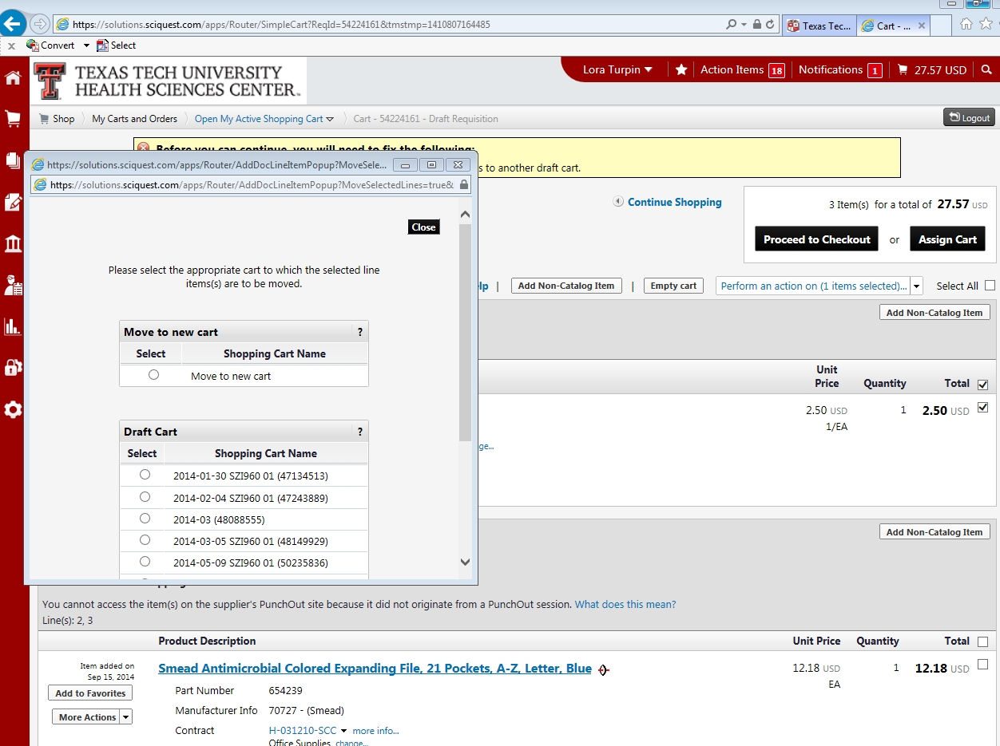 https://solutions.sciquest.com/apps/Router/SimpleCart?ReqId=54224161&tmstmp=1410807164485
Texas Tec...
Cart - ...
Convert
Select
TEXAS TECH UNIVERSITY
HEALTH SCIENCES CENTER.
Lora Turpin
Action Items 18
Notifications 1
27.57 USD
Shop
My Carts and Orders
Open My Active Shopping Cart
Cart - 54224161 - Draft Requisition
Logout
Before you can continue, you will need to fix the following:
s to another draft cart.
https://solutions.sciquest.com/apps/Router/AddDocLineItemPopup?MoveSele...
https://solutions.sciquest.com/apps/Router/AddDocLineItemPopup?MoveSelectedLines=true&
Close
Please select the appropriate cart to which the selected line
items(s) are to be moved.
Move to new cart ?
Select Shopping Cart Name
Move to new cart
Draft Cart ?
Select Shopping Cart Name
2014-01-30 SZI960 01 (47134513)
2014-02-04 SZI960 01 (47243889)
2014-03 (48088555)
2014-03-05 SZI960 01 (48149929)
2014-05-09 SZI960 01 (50235836)
Continue Shopping
3 Item(s) for a total of 27.57 USD
Proceed to Checkout or Assign Cart
lp | Add Non-Catalog Item | Empty cart Perform an action on (1 items selected)... Select All
Add Non-Catalog Item
Unit
Price Quantity Total
2.50 USD 1 2.50 USD
1/EA
ge...
Add Non-Catalog Item
You cannot access the item(s) on the supplier's PunchOut site because it did not originate from a PunchOut session. What does this mean?
Line(s): 2, 3
Product Description Unit Price Quantity Total
Item added on
Sep 15, 2014
Add to Favorites
More Actions
Smead Antimicrobial Colored Expanding File, 21 Pockets, A-Z, Letter, Blue
12.18 USD 1 12.18 USD
EA
Part Number 654239
Manufacturer Info 70727 - (Smead)
Contract H-031210-SCC more info...
Office Supplies change...